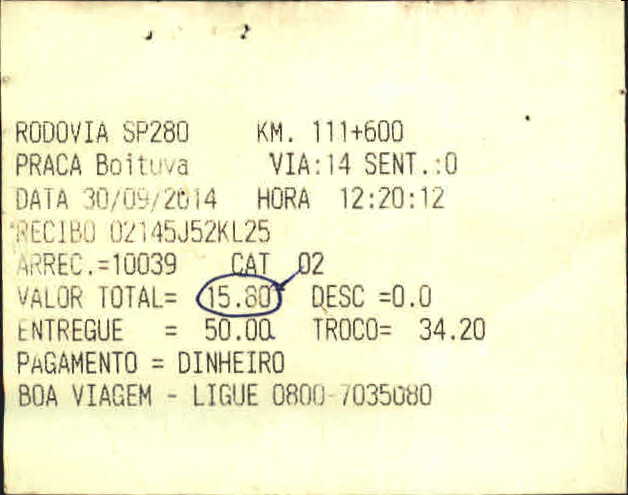 RODOVIA SP280 KM. 111+600
PRACA Boituva VIA:14 SENT.:O
DATA 30/09/2014 HORA 12:20:12
RECIBO 02145J52KL25
ARREC.=10039 CAT 02
VALOR TOTAL= 15.80 DESC =0.0
ENTREGUE = 50.00 TROCO= 34.20
PAGAMENTO = DINHEIRO
BOA VIAGEM - LIGUE 0800-7035080